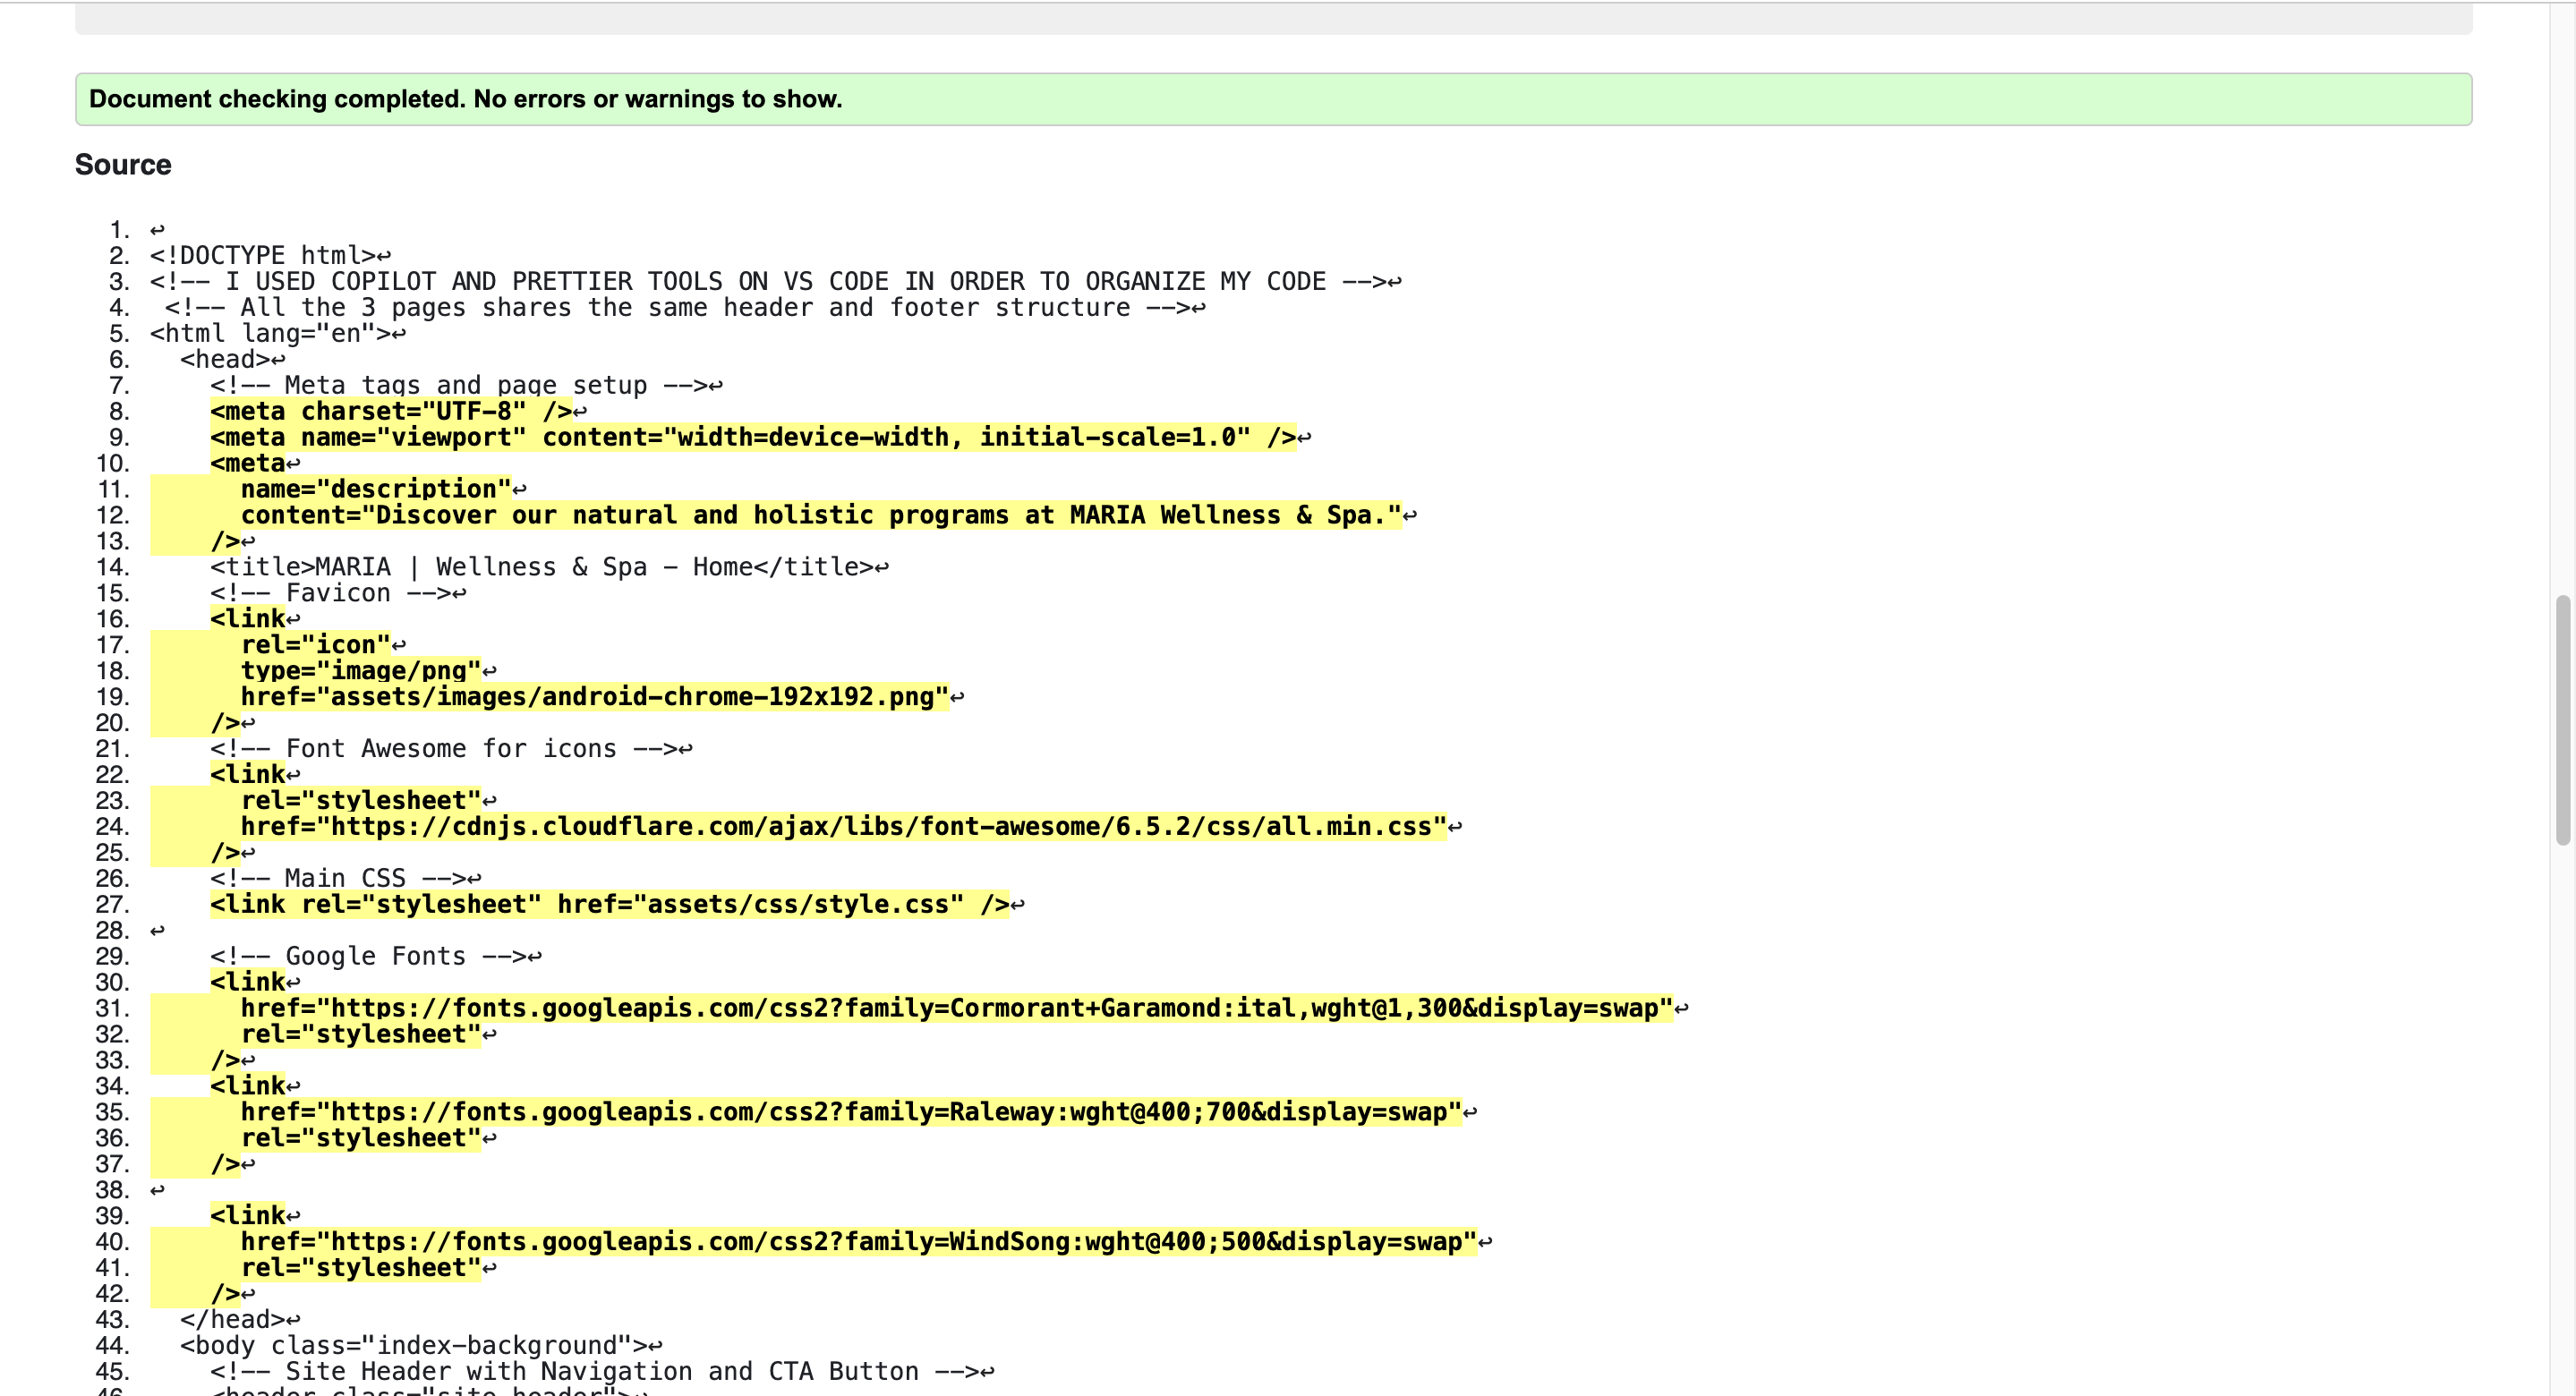 Document checking completed. No errors or warnings to show.
Source
1. ↩
2. <!DOCTYPE html>↩
3. <!-- I USED COPILOT AND PRETTIER TOOLS ON VS CODE IN ORDER TO ORGANIZE MY CODE -->↩
4.  <!-- All the 3 pages shares the same header and footer structure -->↩
5. <html lang="en">↩
6.   <head>↩
7.     <!-- Meta tags and page setup -->↩
8.     <meta charset="UTF-8" />↩
9.     <meta name="viewport" content="width=device-width, initial-scale=1.0" />↩
10.     <meta↩
11.       name="description"↩
12.       content="Discover our natural and holistic programs at MARIA Wellness & Spa."↩
13.     />↩
14.     <title>MARIA | Wellness & Spa – Home</title>↩
15.     <!-- Favicon -->↩
16.     <link↩
17.       rel="icon"↩
18.       type="image/png"↩
19.       href="assets/images/android-chrome-192x192.png"↩
20.     />↩
21.     <!-- Font Awesome for icons -->↩
22.     <link↩
23.       rel="stylesheet"↩
24.       href="https://cdnjs.cloudflare.com/ajax/libs/font-awesome/6.5.2/css/all.min.css"↩
25.     />↩
26.     <!-- Main CSS -->↩
27.     <link rel="stylesheet" href="assets/css/style.css" />↩
28. ↩
29.     <!-- Google Fonts -->↩
30.     <link↩
31.       href="https://fonts.googleapis.com/css2?family=Cormorant+Garamond:ital,wght@1,300&display=swap"↩
32.       rel="stylesheet"↩
33.     />↩
34.     <link↩
35.       href="https://fonts.googleapis.com/css2?family=Raleway:wght@400;700&display=swap"↩
36.       rel="stylesheet"↩
37.     />↩
38. ↩
39.     <link↩
40.       href="https://fonts.googleapis.com/css2?family=WindSong:wght@400;500&display=swap"↩
41.       rel="stylesheet"↩
42.     />↩
43.   </head>↩
44.   <body class="index-background">↩
45.     <!-- Site Header with Navigation and CTA Button -->↩
46.     <header class="site-header">↩